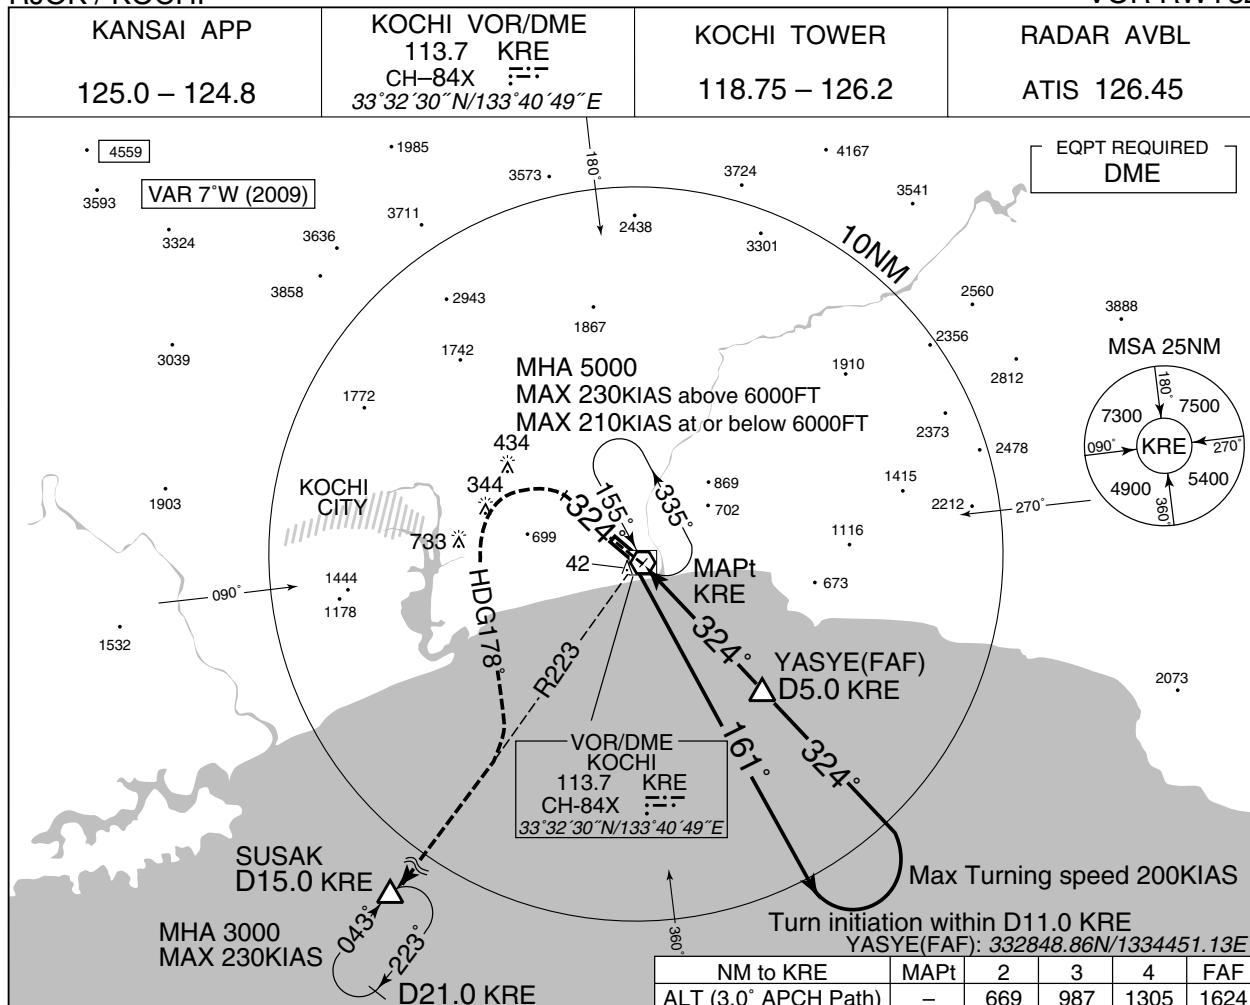 KANSAI APP
125.0 – 124.8
KOCHI VOR/DME
113.7 KRE
CH–84X
33°32´30˝N/133°40´49˝E
KOCHI TOWER
118.75 – 126.2
RADAR AVBL
ATIS 126.45
4559
1985
180°
4167
EQPT REQUIRED
DME
3593
VAR 7°W (2009)
3573
3724
3541
3324
3636
3711
2438
3301
10NM
3858
2943
2560
3888
1867
2356
3039
1742
MSA 25NM
MHA 5000
MAX 230KIAS above 6000FT
MAX 210KIAS at or below 6000FT
1910
2812
180°
7300
7500
090°
KRE
270°
4900
5400
360°
1772
2373
2478
434
344
KOCHI
CITY
155°
335°
869
702
1415
1903
2212
270°
733
699
324°
1116
42
MAPt
KRE
673
090°
1444
1178
1532
HDG178°
R223
324°
YASYE(FAF)
D5.0 KRE
2073
161°
324°
VOR/DME
KOCHI
113.7 KRE
CH-84X
33°32´30˝N/133°40´49˝E
SUSAK
D15.0 KRE
Max Turning speed 200KIAS
360°
Turn initiation within D11.0 KRE
MHA 3000
MAX 230KIAS
043°
223°
D21.0 KRE
YASYE(FAF): 332848.86N/1334451.13E
NM to KRE MAPt 2 3 4 FAF
ALT (3.0° APCH Path) – 669 987 1305 1624